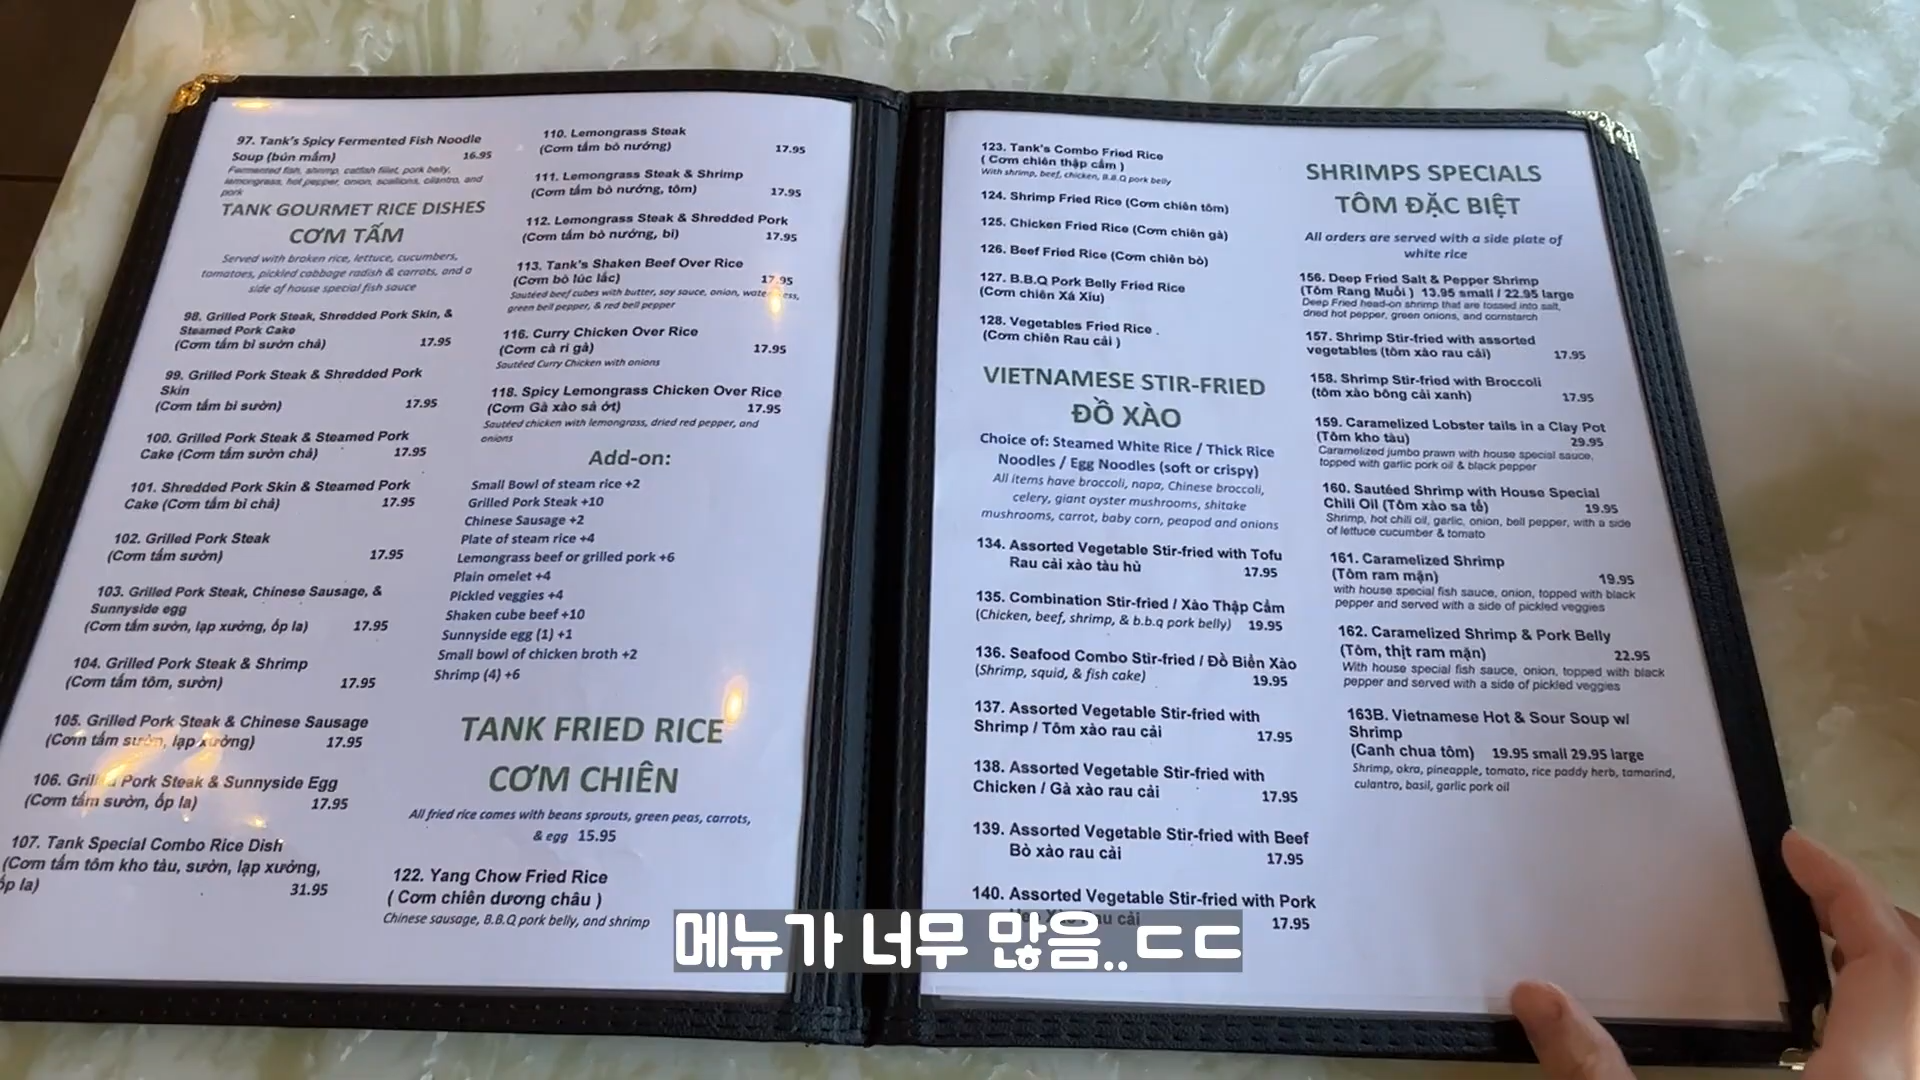 97. Tank's Spicy Fermented Fish Noodle
Soup (bún mắm) 16.95
Fermented fish, shrimp, catfish fillet, pork belly,
lemongrass, hot pepper, onion, scallions, cilantro, and
pork
TANK GOURMET RICE DISHES
CƠM TẤM
Served with broken rice, lettuce, cucumbers,
tomatoes, pickled cabbage radish & carrots, and a
side of house special fish sauce
98. Grilled Pork Steak, Shredded Pork Skin, &
Steamed Pork Cake
(Cơm tấm bì sườn chả) 17.95
99. Grilled Pork Steak & Shredded Pork
Skin
(Cơm tấm bì sườn) 17.95
100. Grilled Pork Steak & Steamed Pork
Cake (Cơm tấm sườn chả) 17.95
101. Shredded Pork Skin & Steamed Pork
Cake (Cơm tấm bì chả) 17.95
102. Grilled Pork Steak
(Cơm tấm sườn) 17.95
103. Grilled Pork Steak, Chinese Sausage, &
Sunnyside egg
(Cơm tấm sườn, lạp xưởng, ốp la) 17.95
104. Grilled Pork Steak & Shrimp
(Cơm tấm tôm, sườn) 17.95
105. Grilled Pork Steak & Chinese Sausage
(Cơm tấm sườn, lạp xưởng) 17.95
106. Grilled Pork Steak & Sunnyside Egg
(Cơm tấm sườn, ốp la) 17.95
107. Tank Special Combo Rice Dish
(Cơm tấm tôm kho tàu, sườn, lạp xưởng,
ốp la) 31.95
110. Lemongrass Steak
(Cơm tấm bò nướng) 17.95
111. Lemongrass Steak & Shrimp
(Cơm tấm bò nướng, tôm) 17.95
112. Lemongrass Steak & Shredded Pork
(Cơm tấm bò nướng, bì) 17.95
113. Tank's Shaken Beef Over Rice
(Cơm bò lúc lắc) 17.95
Sautéed beef cubes with butter, soy sauce, onion, watercress,
green bell pepper, & red bell pepper
116. Curry Chicken Over Rice
(Cơm cà ri gà) 17.95
Sautéed Curry Chicken with onions
118. Spicy Lemongrass Chicken Over Rice
(Cơm Gà xào sả ớt) 17.95
Sautéed chicken with lemongrass, dried red pepper, and
onions
Add-on:
Small Bowl of steam rice +2
Grilled Pork Steak +10
Chinese Sausage +2
Plate of steam rice +4
Lemongrass beef or grilled pork +6
Plain omelet +4
Pickled veggies +4
Shaken cube beef +10
Sunnyside egg (1) +1
Small bowl of chicken broth +2
Shrimp (4) +6
TANK FRIED RICE
CƠM CHIÊN
All fried rice comes with beans sprouts, green peas, carrots,
& egg 15.95
122. Yang Chow Fried Rice
( Cơm chiên dương châu )
Chinese sausage, B.B.Q pork belly, and shrimp
123. Tank's Combo Fried Rice
( Cơm chiên thập cẩm )
With shrimp, beef, chicken, B.B.Q pork belly
124. Shrimp Fried Rice (Cơm chiên tôm)
125. Chicken Fried Rice (Cơm chiên gà)
126. Beef Fried Rice (Cơm chiên bò)
127. B.B.Q Pork Belly Fried Rice
(Cơm chiên Xá Xíu)
128. Vegetables Fried Rice .
(Cơm chiên Rau cải )
VIETNAMESE STIR-FRIED
ĐỒ XÀO
Choice of: Steamed White Rice / Thick Rice
Noodles / Egg Noodles (soft or crispy)
All items have broccoli, napa, Chinese broccoli,
celery, giant oyster mushrooms, shitake
mushrooms, carrot, baby corn, peapod and onions
134. Assorted Vegetable Stir-fried with Tofu
Rau cải xào tàu hủ 17.95
135. Combination Stir-fried / Xào Thập Cẩm
(Chicken, beef, shrimp, & b.b.q pork belly) 19.95
136. Seafood Combo Stir-fried / Đồ Biển Xào
(Shrimp, squid, & fish cake) 19.95
137. Assorted Vegetable Stir-fried with
Shrimp / Tôm xào rau cải 17.95
138. Assorted Vegetable Stir-fried with
Chicken / Gà xào rau cải 17.95
139. Assorted Vegetable Stir-fried with Beef
Bò xào rau cải 17.95
140. Assorted Vegetable Stir-fried with Pork
rau cải 17.95
SHRIMPS SPECIALS
TÔM ĐẶC BIỆT
All orders are served with a side plate of
white rice
156. Deep Fried Salt & Pepper Shrimp
(Tôm Rang Muối ) 13.95 small / 22.95 large
Deep Fried head-on shrimp that are tossed into salt,
dried hot pepper, green onions, and cornstarch
157. Shrimp Stir-fried with assorted
vegetables (tôm xào rau cải) 17.95
158. Shrimp Stir-fried with Broccoli
(tôm xào bông cải xanh) 17.95
159. Caramelized Lobster tails in a Clay Pot
(Tôm kho tàu) 29.95
Caramelized jumbo prawn with house special sauce,
topped with garlic pork oil & black pepper
160. Sautéed Shrimp with House Special
Chili Oil (Tôm xào sa tế) 19.95
Shrimp, hot chili oil, garlic, onion, bell pepper, with a side
of lettuce cucumber & tomato
161. Caramelized Shrimp
(Tôm ram mặn) 19.95
with house special fish sauce, onion, topped with black
pepper and served with a side of pickled veggies
162. Caramelized Shrimp & Pork Belly
(Tôm, thịt ram mặn) 22.95
With house special fish sauce, onion, topped with black
pepper and served with a side of pickled veggies
163B. Vietnamese Hot & Sour Soup w/
Shrimp
(Canh chua tôm) 19.95 small 29.95 large
Shrimp, okra, pineapple, tomato, rice paddy herb, tamarind,
culantro, basil, garlic pork oil
메뉴가 너무 많음..ㄷㄷ